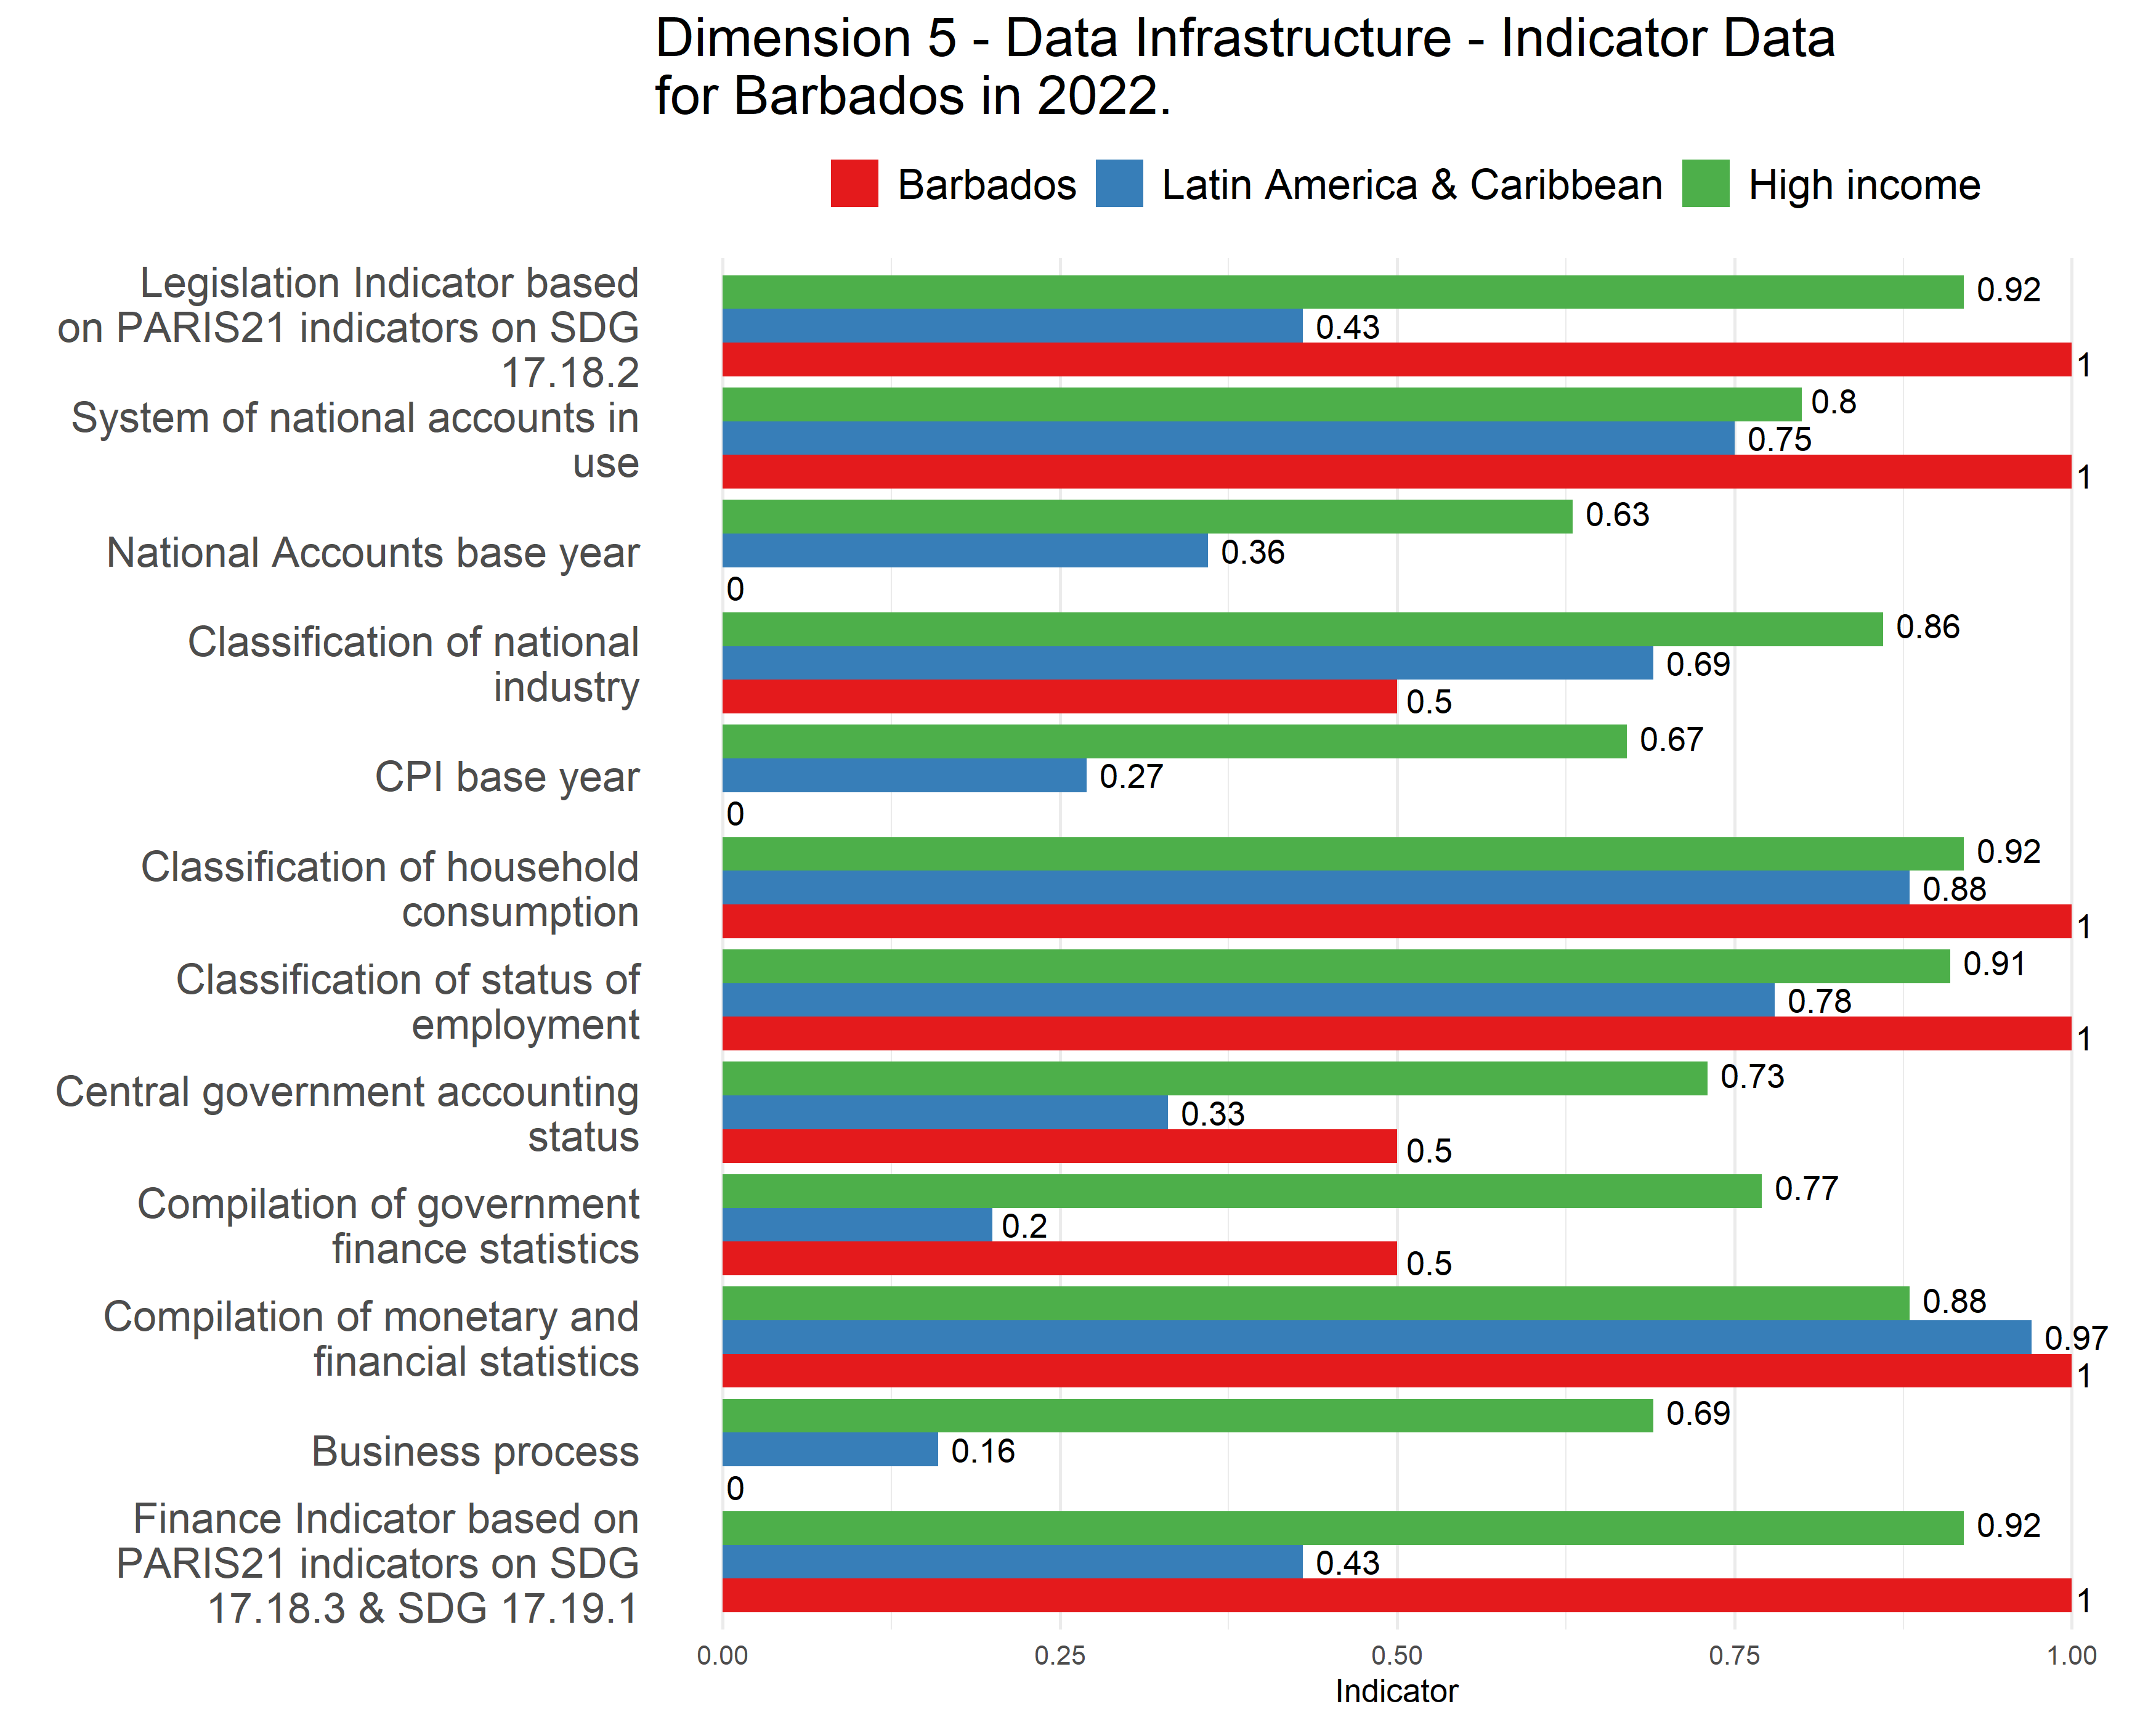 Dimension 5 - Data Infrastructure - Indicator Data
for Barbados in 2022.
Barbados
Latin America & Caribbean
High income
Legislation Indicator based
on PARIS21 indicators on SDG
17.18.2
0.92
0.43
1
System of national accounts in
use
0.8
0.75
1
National Accounts base year
0.63
0.36
0
Classification of national
industry
0.86
0.69
0.5
CPI base year
0.67
0.27
0
Classification of household
consumption
0.92
0.88
1
Classification of status of
employment
0.91
0.78
1
Central government accounting
status
0.73
0.33
0.5
Compilation of government
finance statistics
0.77
0.2
0.5
Compilation of monetary and
financial statistics
0.88
0.97
1
Business process
0.69
0.16
0
Finance Indicator based on
PARIS21 indicators on SDG
17.18.3 & SDG 17.19.1
0.92
0.43
1
0.00 0.25 0.50 0.75 1.00
Indicator